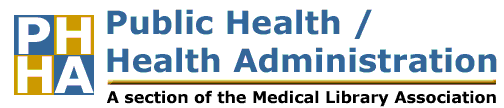 PH
HA
Public Health /
Health Administration
A section of the Medical Library Association